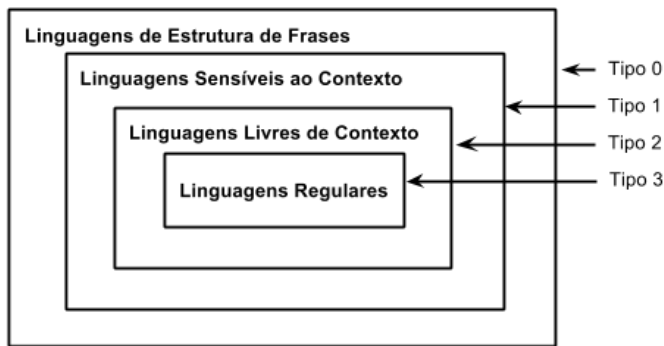 Linguagens de Estrutura de Frases
Linguagens Sensíveis ao Contexto
Linguagens Livres de Contexto
Linguagens Regulares
Tipo 0
Tipo 1
Tipo 2
Tipo 3